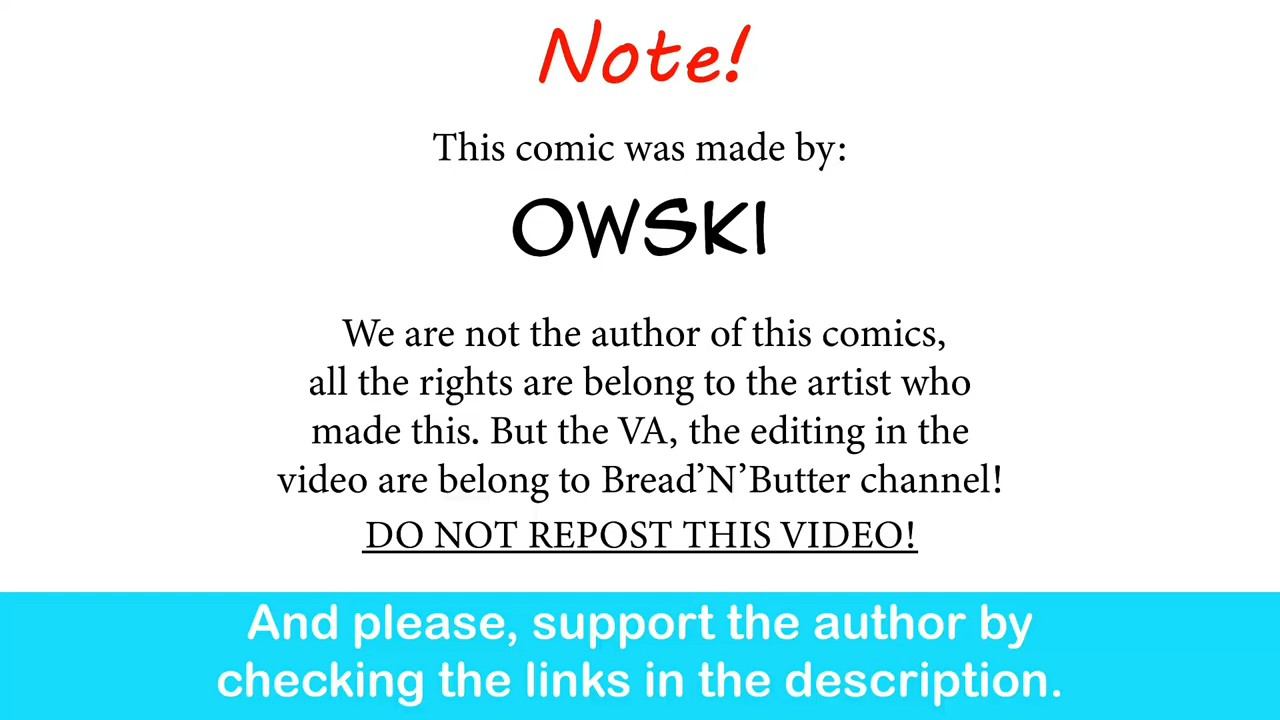 Note!
This comic was made by:
OWSKI
We are not the author of this comics,
all the rights are belong to the artist who
made this. But the VA, the editing in the
video are belong to Bread’N’Butter channel!
DO NOT REPOST THIS VIDEO!
And please, support the author by
checking the links in the description.